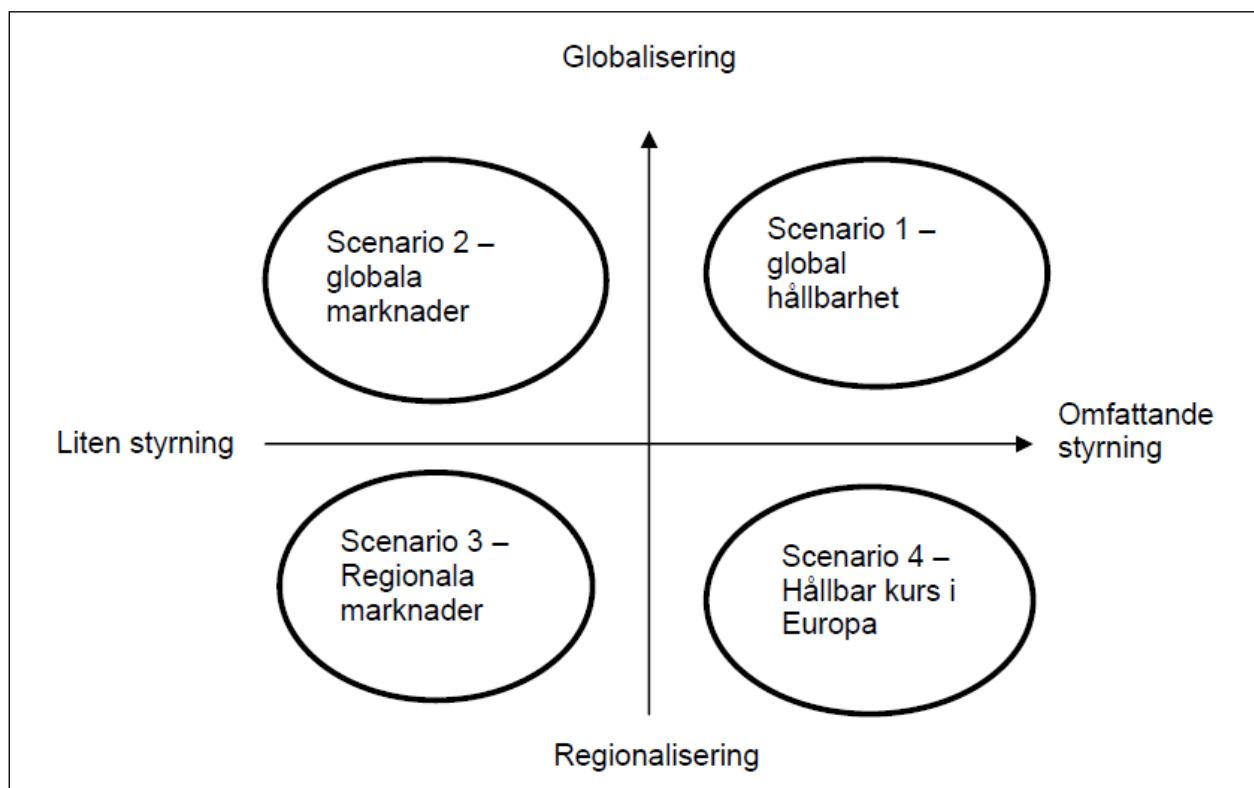 Globalisering
Scenario 2 –
globala
marknader
Scenario 1 –
global
hållbarhet
Liten styrning
Omfattande
styrning
Scenario 3 –
Regionala
marknader
Scenario 4 –
Hållbar kurs i
Europa
Regionalisering